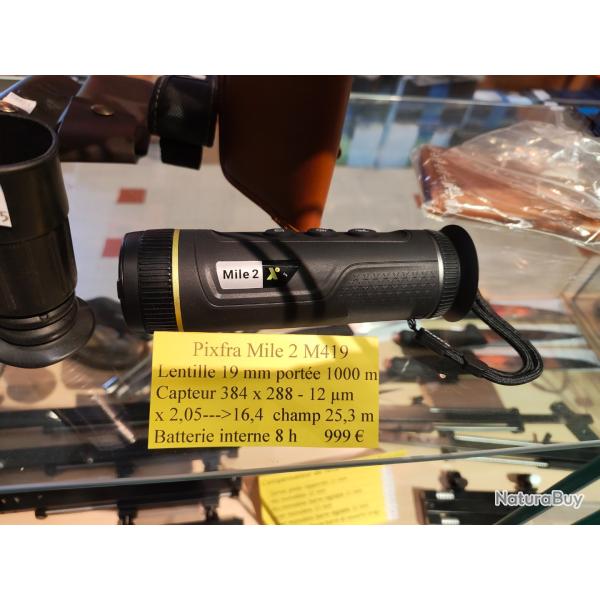 Mile 2
5
Pixfra Mile 2 M419
Lentille 19 mm portée 1000 m
Capteur 384 x 288 - 12 µm
x 2,05--->16,4 champ 25,3 m
Batterie interne 8 h 999 €
NaturaBuy